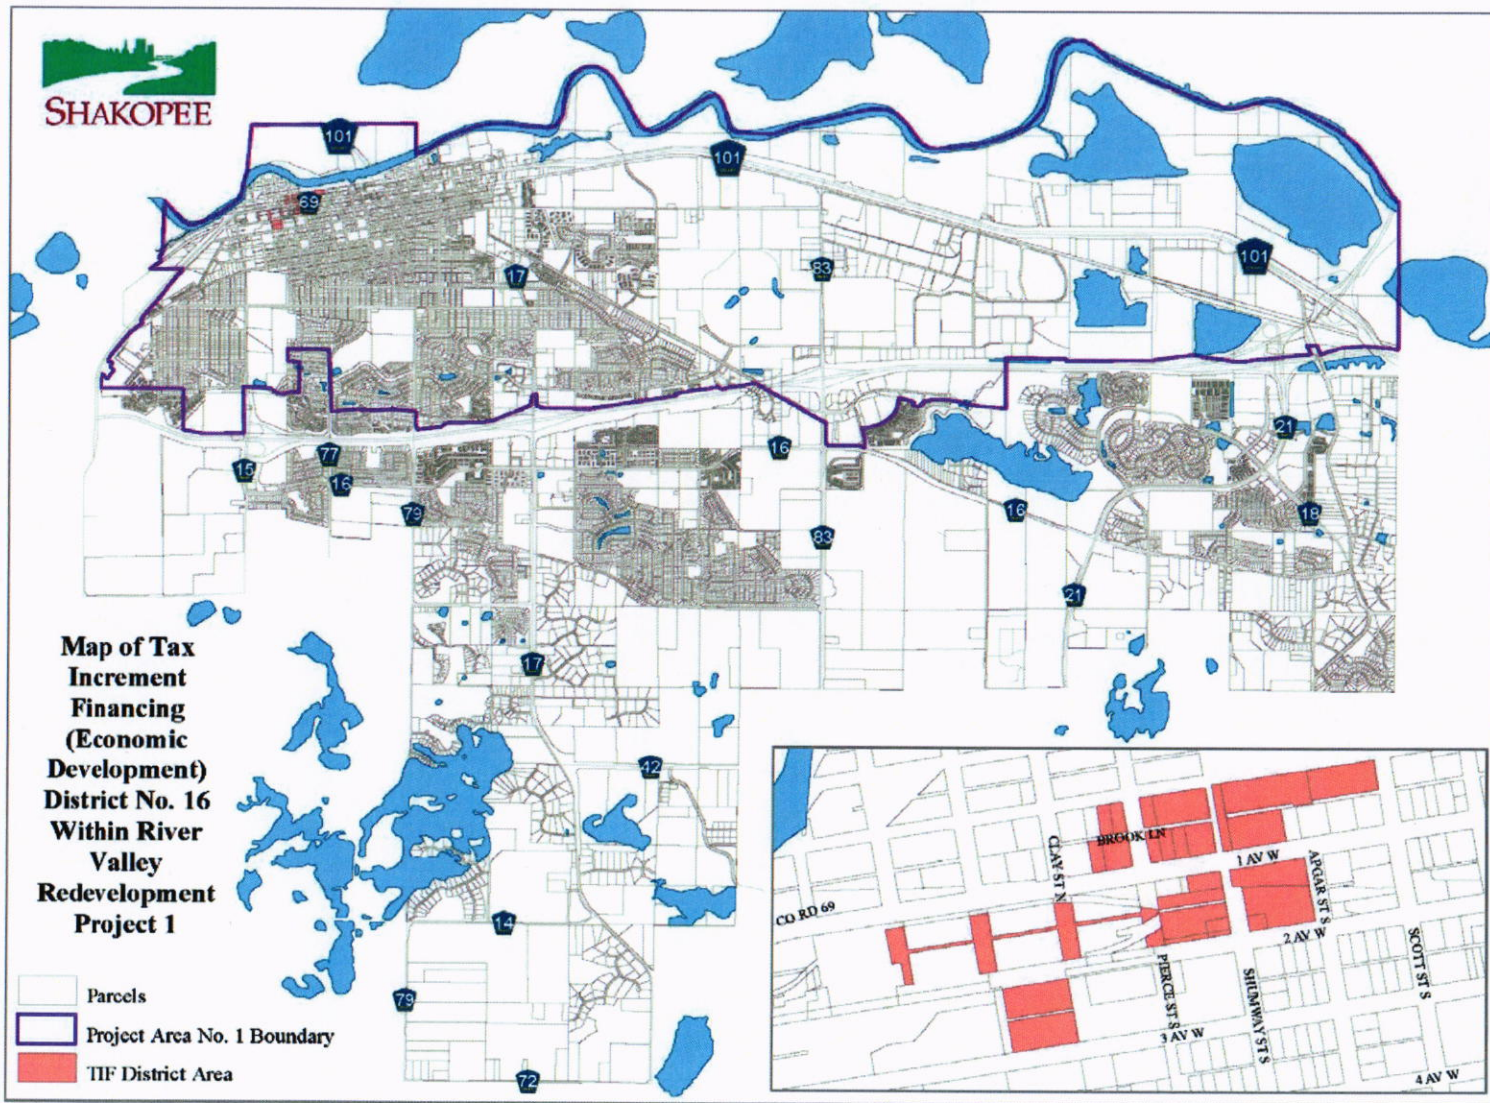 SHAKOPEE
101
101
69
101
17
83
16
21
77
15
16
79
16
18
83
21
17
42
14
79
72
Map of Tax
Increment
Financing
(Economic
Development)
District No. 16
Within River
Valley
Redevelopment
Project 1
Parcels
Project Area No. 1 Boundary
TIF District Area
BROOK LN
CLAY ST N
1 AV W
APGAR ST S
CO RD 69
2 AV W
SCOTT ST S
PIERCE ST S
SHUMWAY ST S
3 AV W
4 AV W